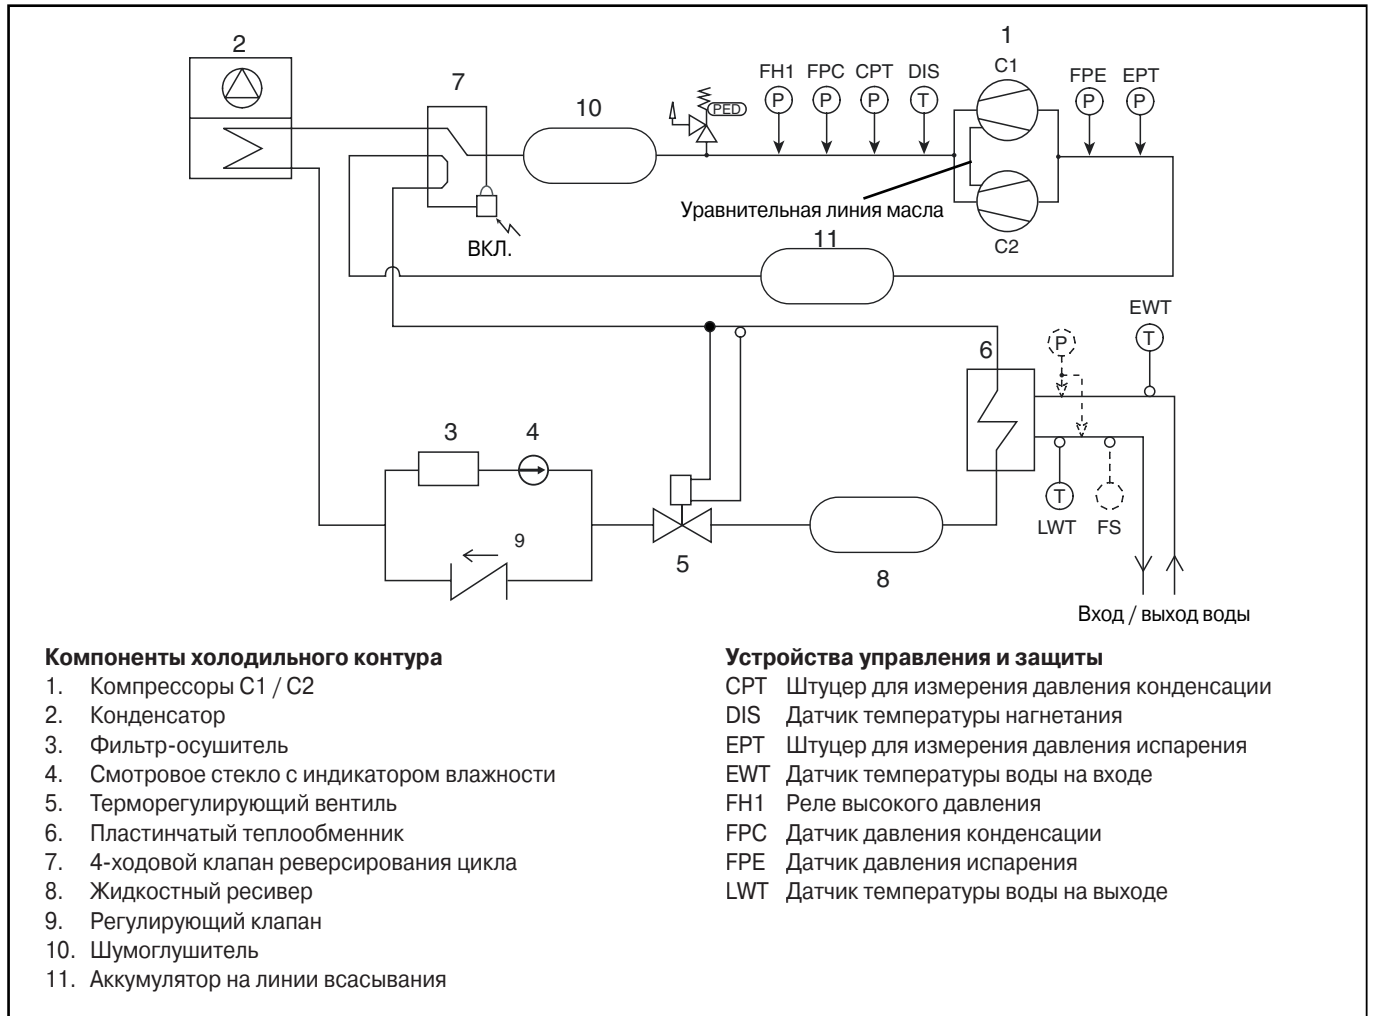 1
2
7
10
FH1 FPC CPT DIS
C1
FPE EPT
P P P T
P P
PED
Уравнительная линия масла
C2
ВКЛ.
11
EWT
T
6
P
3 4
T
LWT FS
9
5
8
Вход / выход воды
Компоненты холодильного контура
1. Компрессоры C1 / C2
2. Конденсатор
3. Фильтр-осушитель
4. Смотровое стекло с индикатором влажности
5. Терморегулирующий вентиль
6. Пластинчатый теплообменник
7. 4-ходовой клапан реверсирования цикла
8. Жидкостный ресивер
9. Регулирующий клапан
10. Шумоглушитель
11. Аккумулятор на линии всасывания
Устройства управления и защиты
CPT Штуцер для измерения давления конденсации
DIS Датчик температуры нагнетания
EPT Штуцер для измерения давления испарения
EWT Датчик температуры воды на входе
FH1 Реле высокого давления
FPC Датчик давления конденсации
FPE Датчик давления испарения
LWT Датчик температуры воды на выходе